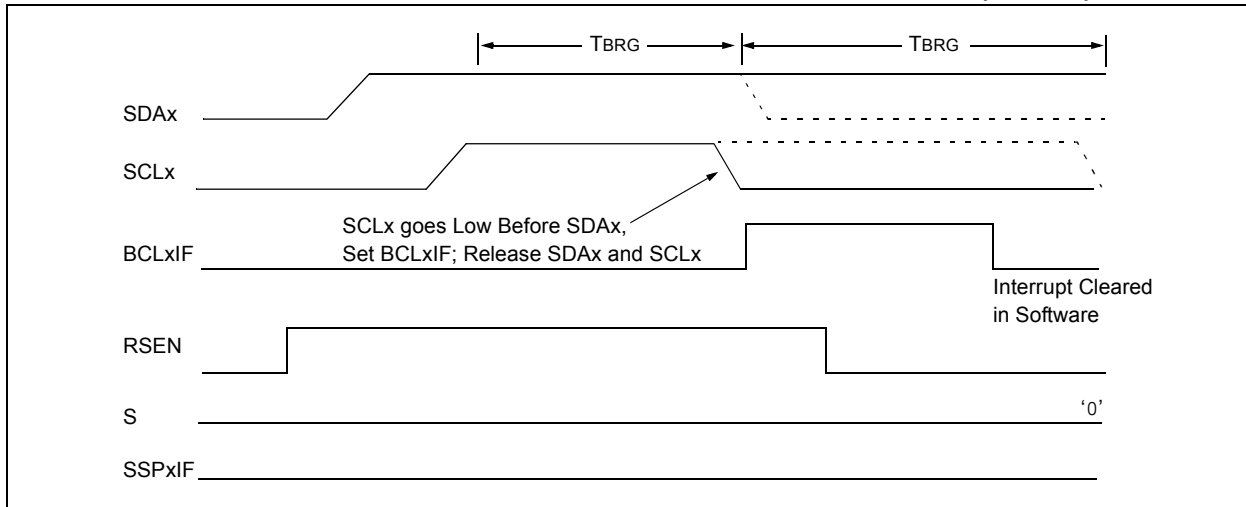 TBRG TBRG
SDAx
SCLx
SCLx goes Low Before SDAx,
Set BCLxIF; Release SDAx and SCLx
BCLxIF
Interrupt Cleared
in Software
RSEN
'0'
S
SSPxIF